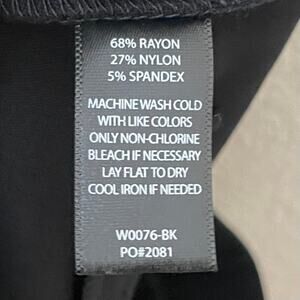 68% RAYON
27% NYLON
5% SPANDEX
MACHINE WASH COLD
WITH LIKE COLORS
ONLY NON-CHLORINE
BLEACH IF NECESSARY
LAY FLAT TO DRY
COOL IRON IF NEEDED
W0076-BK
PO#2081